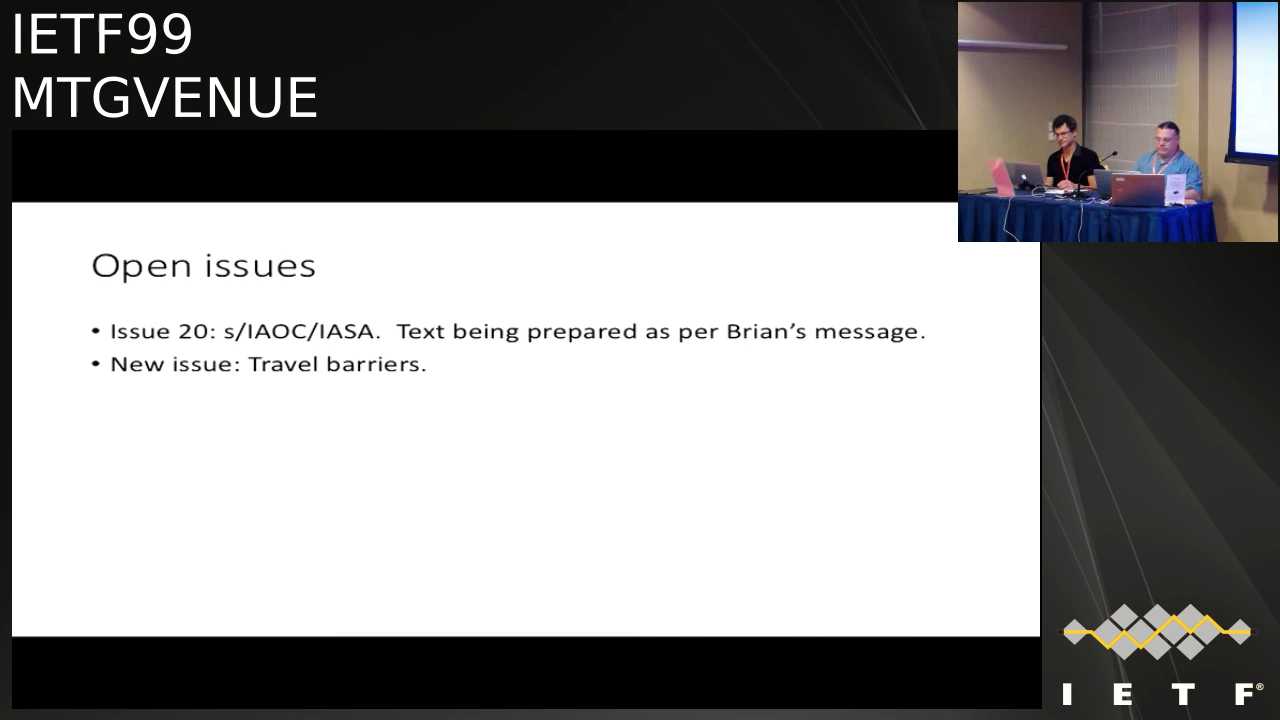 IETF99
MTGVENUE
Open issues
• Issue 20: s/IAOC/IASA.  Text being prepared as per Brian’s message.
• New issue: Travel barriers.
I E T F®